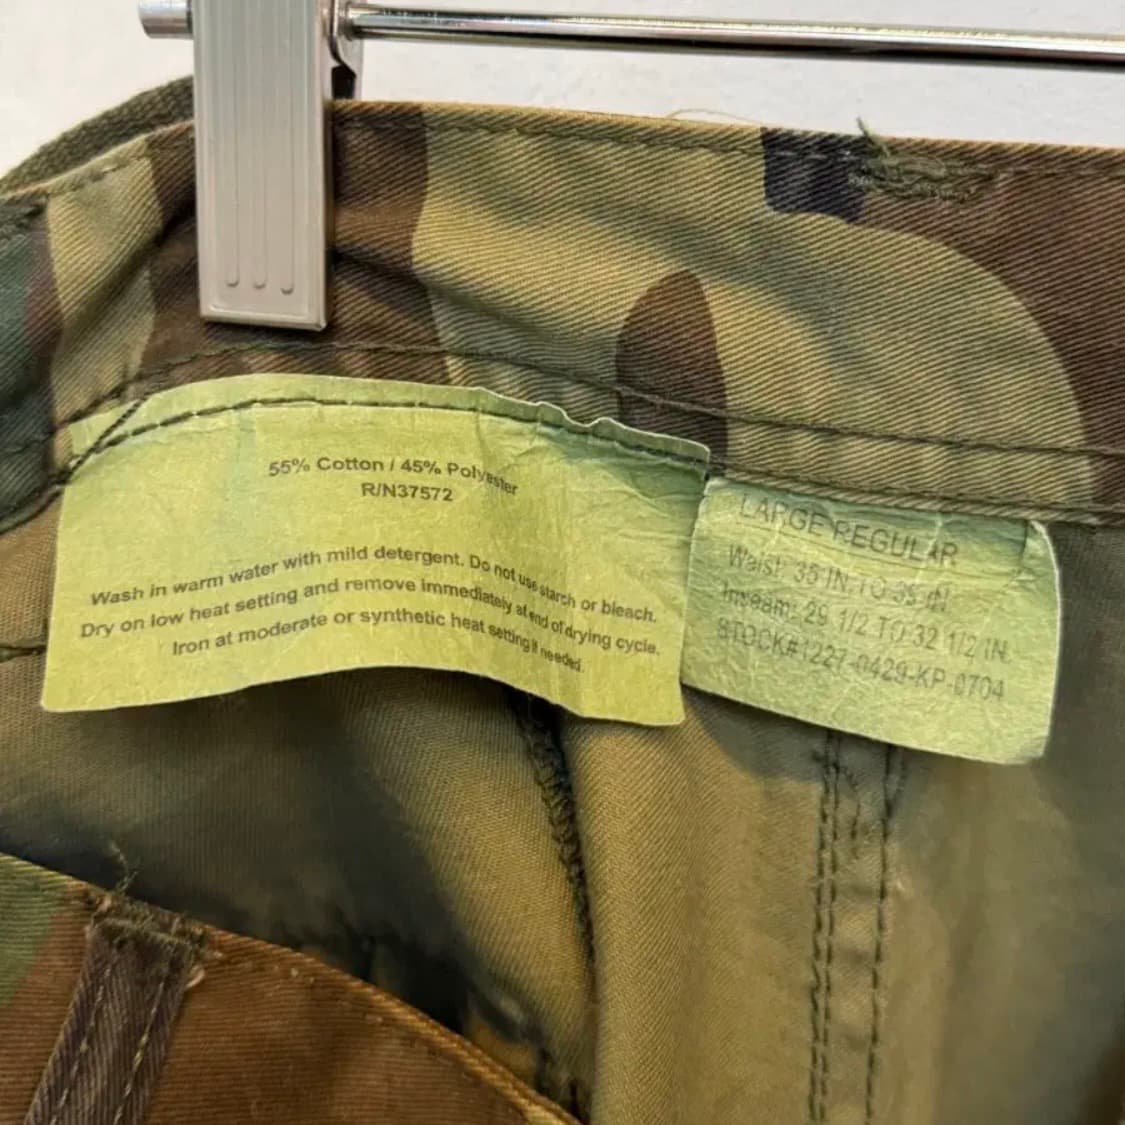 55% Cotton / 45% Polyester
R/N37572
Wash in warm water with mild detergent. Do not use starch or bleach.
Dry on low heat setting and remove immediately at end of drying cycle.
Iron at moderate or synthetic heat setting if needed.
LARGE REGULAR
Waist: 35 IN TO 35 IN
Inseam: 29 1/2 TO 32 1/2 IN
STOCK#1227-0429-KP-0704